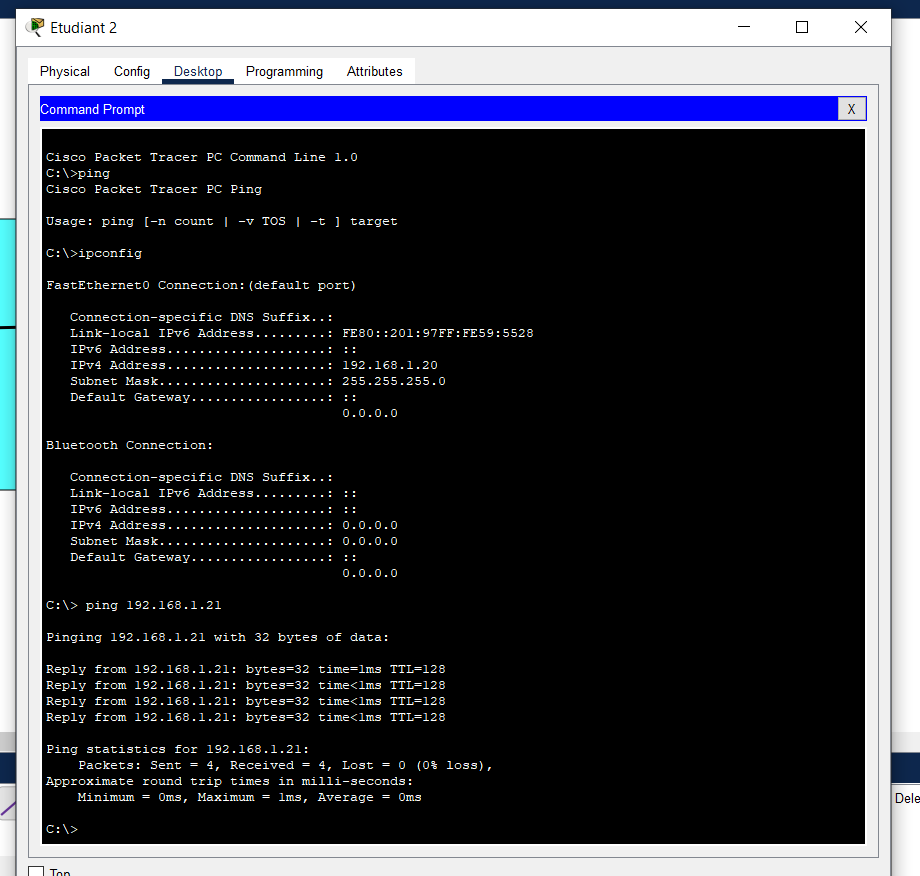 Etudiant 2
Physical Config Desktop Programming Attributes
Command Prompt X
Cisco Packet Tracer PC Command Line 1.0
C:\>ping
Cisco Packet Tracer PC Ping
Usage: ping [-n count | -v TOS | -t ] target
C:\>ipconfig
FastEthernet0 Connection:(default port)
Connection-specific DNS Suffix..:
Link-local IPv6 Address.........: FE80::201:97FF:FE59:5528
IPv6 Address....................: ::
IPv4 Address....................: 192.168.1.20
Subnet Mask.....................: 255.255.255.0
Default Gateway.................: ::
0.0.0.0
Bluetooth Connection:
Connection-specific DNS Suffix..:
Link-local IPv6 Address.........: ::
IPv6 Address....................: ::
IPv4 Address....................: 0.0.0.0
Subnet Mask.....................: 0.0.0.0
Default Gateway.................: ::
0.0.0.0
C:\> ping 192.168.1.21
Pinging 192.168.1.21 with 32 bytes of data:
Reply from 192.168.1.21: bytes=32 time=1ms TTL=128
Reply from 192.168.1.21: bytes=32 time<1ms TTL=128
Reply from 192.168.1.21: bytes=32 time<1ms TTL=128
Reply from 192.168.1.21: bytes=32 time<1ms TTL=128
Ping statistics for 192.168.1.21:
Packets: Sent = 4, Received = 4, Lost = 0 (0% loss),
Approximate round trip times in milli-seconds:
Minimum = 0ms, Maximum = 1ms, Average = 0ms
C:\>
Dele
Top